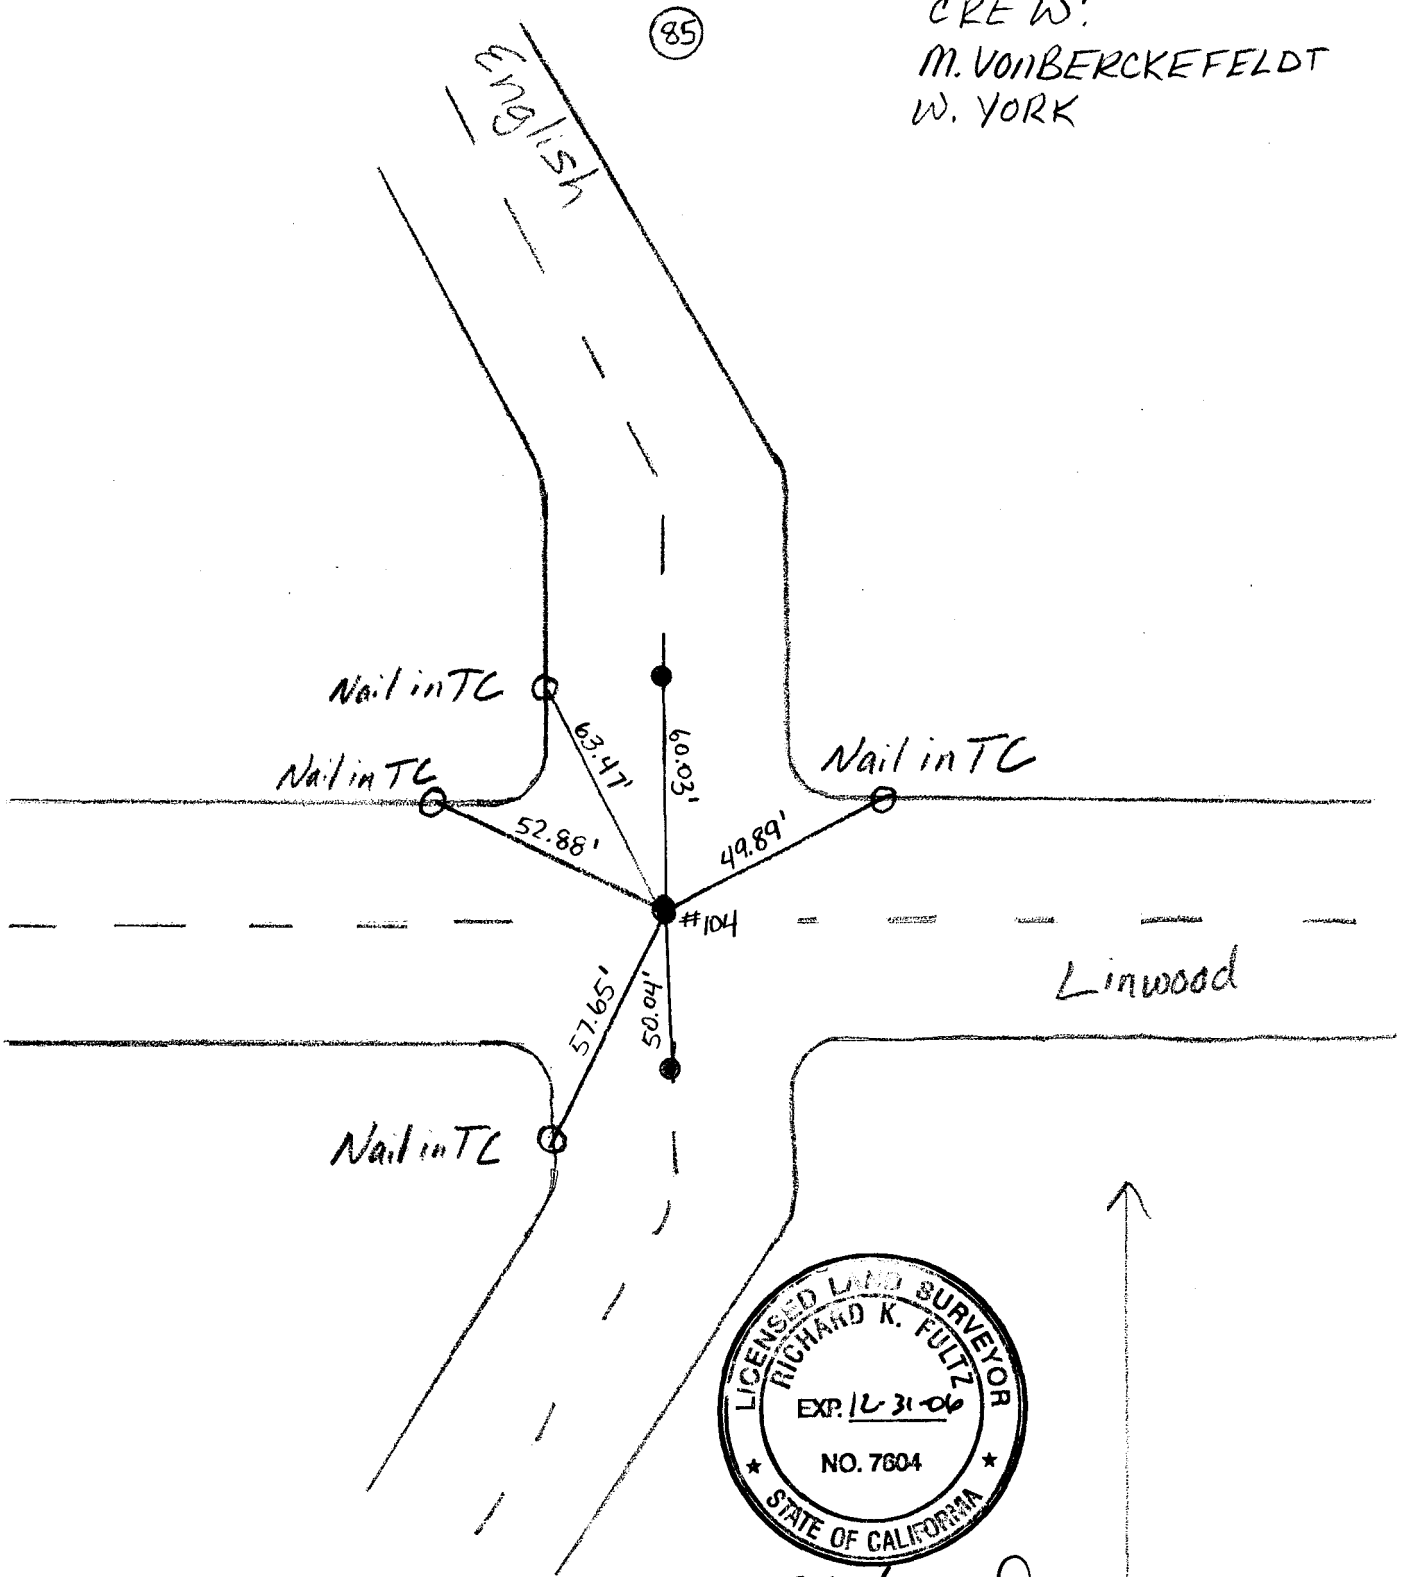 85
CREW:
M. VonBERCKEFELDT
W. YORK
English
Nail in TC
63.47'
60.03'
Nail in TC
Nail in TC
52.88'
49.89'
#104
Linwood
57.65'
50.04'
Nail in TC
LICENSED LAND SURVEYOR
RICHARD K. FULTZ
EXP. 12-31-06
NO. 7604
STATE OF CALIFORNIA